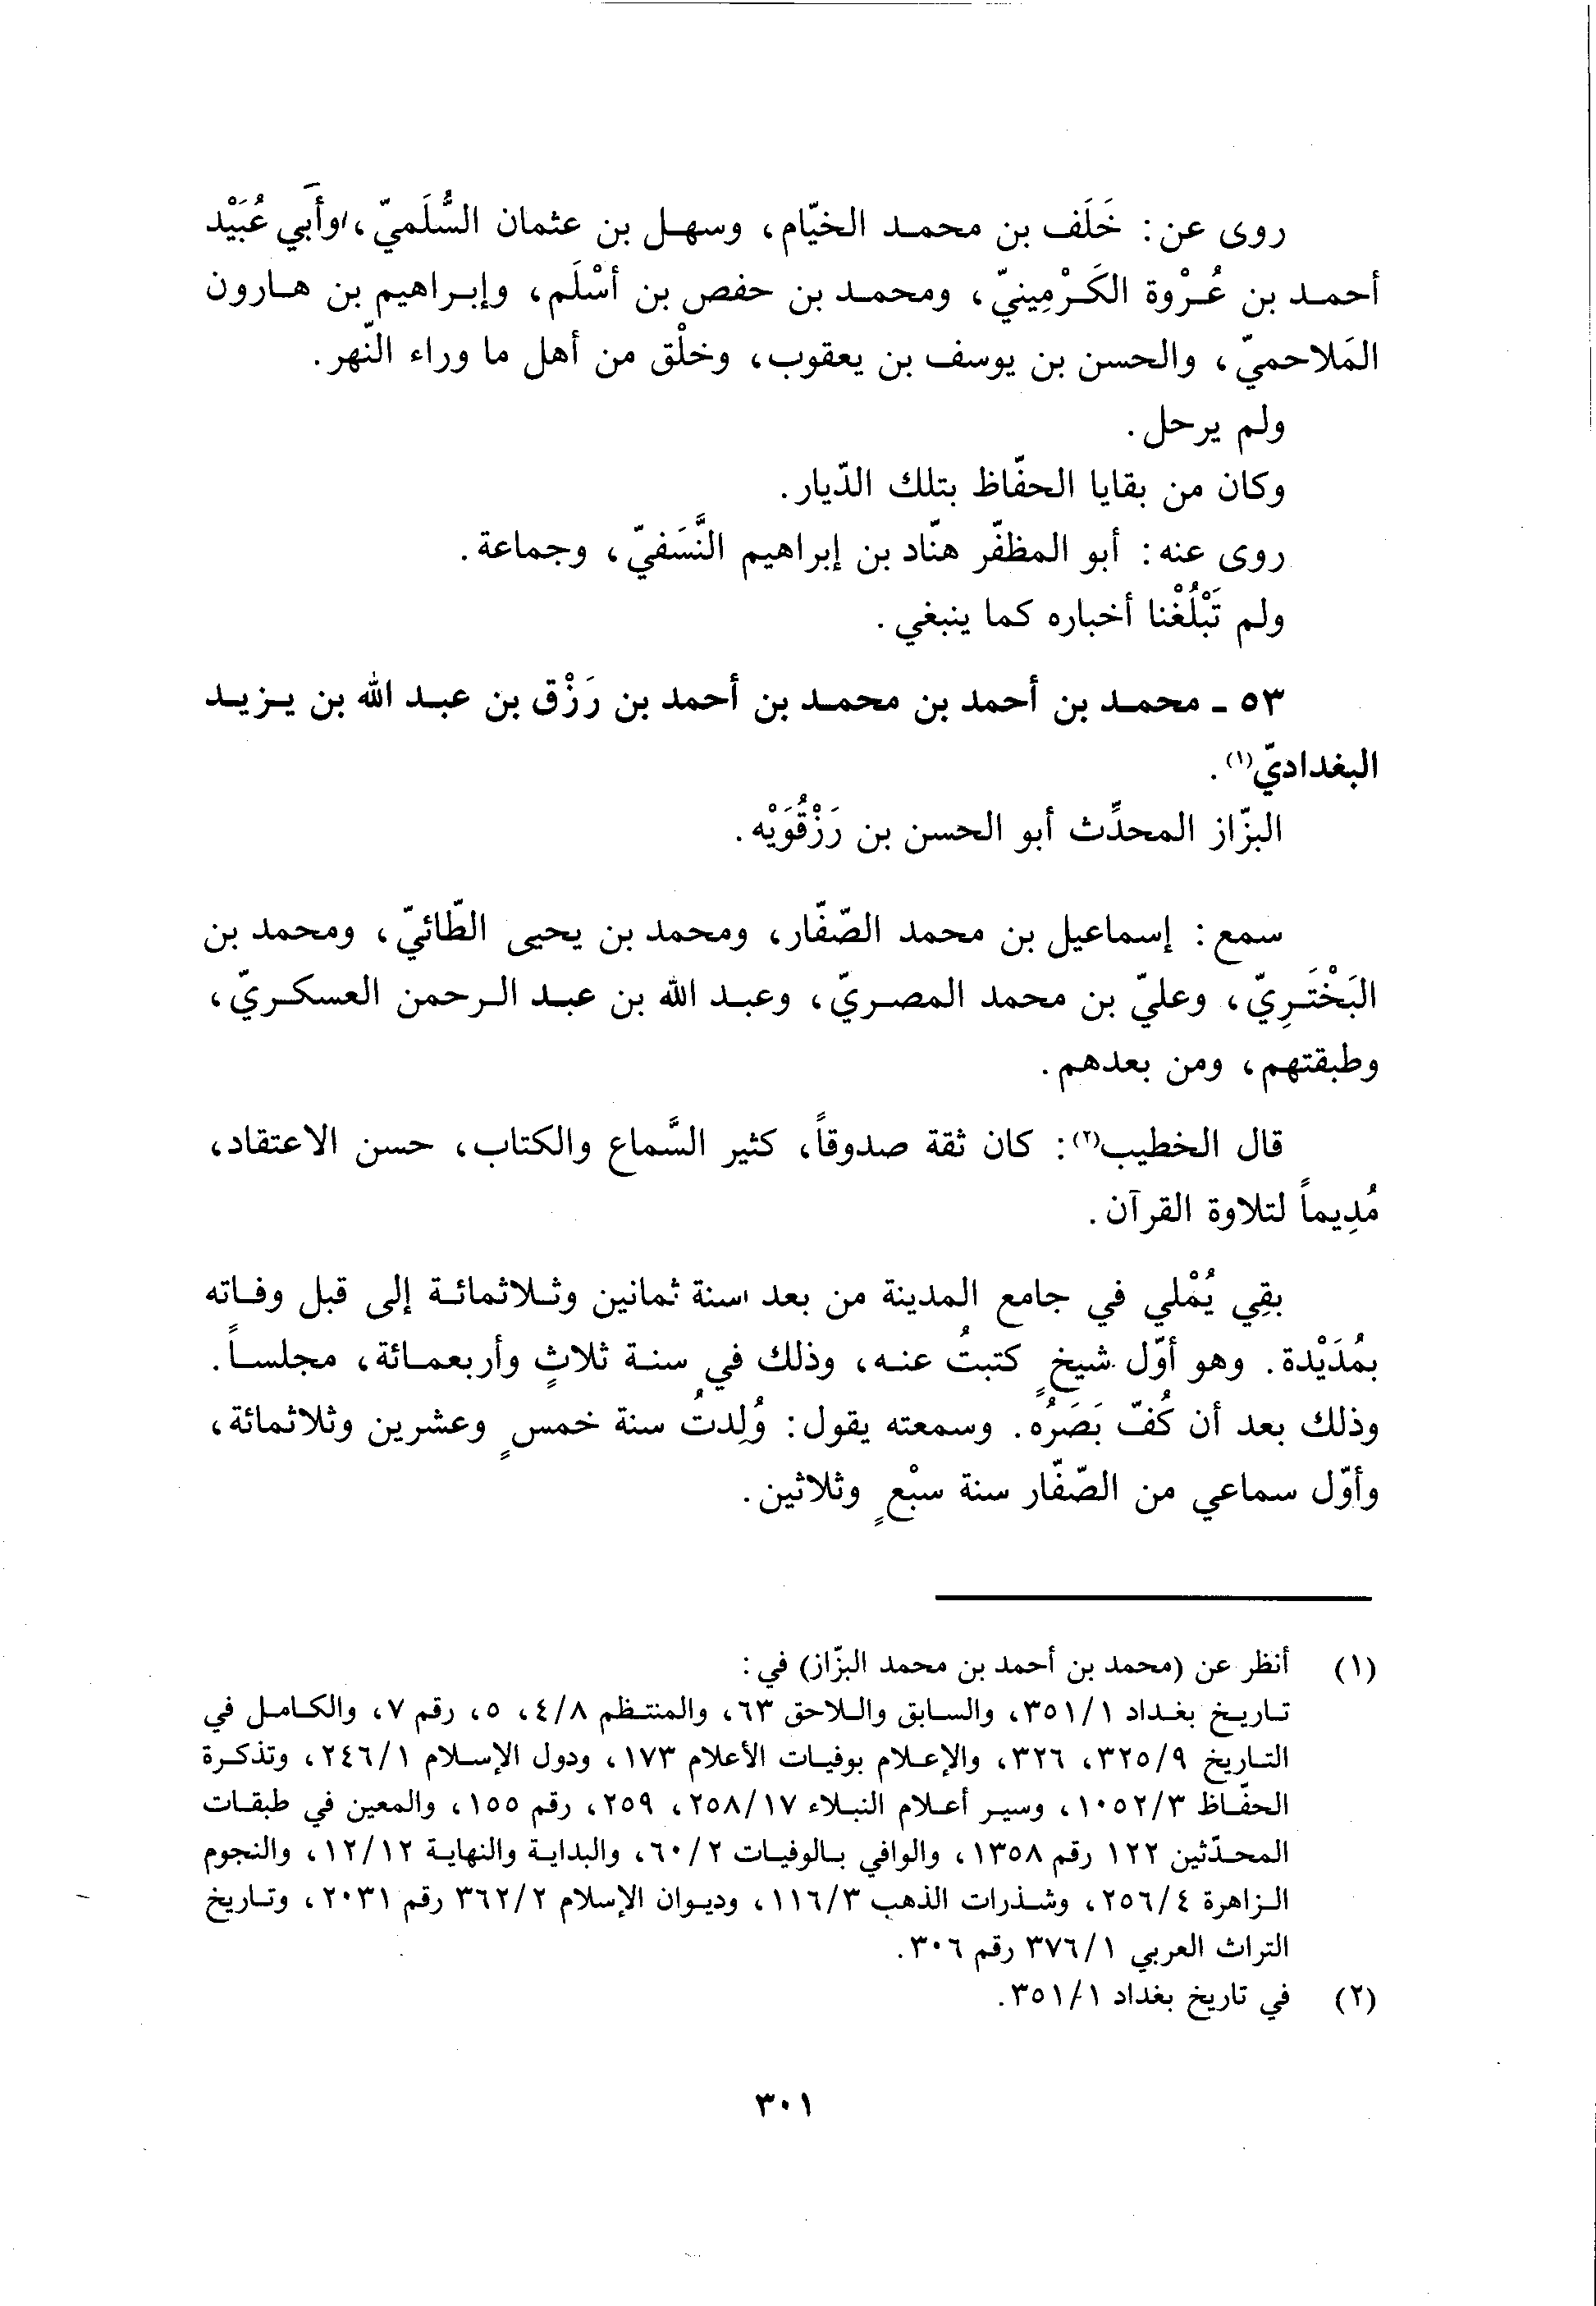 روى عن: خَلَف بن محمد الخيّام، وسهل بن عثمان السُّلَميّ، وأَبي عُبَيْد
أحمد بن عُرْوة الكَرْمِينيّ، ومحمد بن حفص بن أسْلَم، وإبراهيم بن هارون
المَلاحميّ، والحسن بن يوسف بن يعقوب، وخلْق من أهل ما وراء النّهر.
ولم يرحل.
وكان من بقايا الحفّاظ بتلك الدّيار.
روى عنه: أبو المظفّر هنّاد بن إبراهيم النَّسَفيّ، وجماعة.
ولم تَبْلُغْنا أخباره كما ينبغي.
٥٣ - محمد بن أحمد بن محمد بن أحمد بن رَزْق بن عبد الله بن يزيد
البغداديّ(١).
البزّاز المحدِّث أبو الحسن بن رَزْقُوَيْه.
سمع: إسماعيل بن محمد الصّفّار، ومحمد بن يحيى الطّائيّ، ومحمد بن
البَخْتَرِيّ، وعليّ بن محمد المصريّ، وعبد الله بن عبد الرحمن العسكريّ،
وطبقتهم، ومن بعدهم.
قال الخطيب(٢): كان ثقة صدوقاً، كثير السَّماع والكتاب، حسن الاعتقاد،
مُدِيماً لتلاوة القرآن.
بقِي يُمْلي في جامع المدينة من بعد سنة ثمانين وثلاثمائة إلى قبل وفاته
بمُدَيْدة. وهو أوّل شيخٍ كتبتُ عنه، وذلك في سنة ثلاثٍ وأربعمائة، مجلساً.
وذلك بعد أن كُفّ بَصَرُه. وسمعته يقول: وُلِدتُ سنة خمسٍ وعشرين وثلاثمائة،
وأوّل سماعي من الصّفّار سنة سبْعٍ وثلاثين.
(١) أنظر عن (محمد بن أحمد بن محمد البزّاز) في:
تاريخ بغداد ١/٣٥١، والسابق واللاحق ٦٣، والمنتظم ٤/٨، ٥، رقم ٧، والكامل في
التاريخ ٣٢٥/٩، ٣٢٦، والإعلام بوفيات الأعلام ١٧٣، ودول الإسلام ٢٤٦/١، وتذكرة
الحفّاظ ١٠٥٢/٣، وسير أعلام النبلاء ٢٥٨/١٧، ٢٥٩، رقم ١٥٥، والمعين في طبقات
المحدّثين ١٢٢ رقم ١٣٥٨، والوافي بالوفيات ٦٠/٢، والبداية والنهاية ١٢/١٢، والنجوم
الزاهرة ٢٥٦/٤، وشذرات الذهب ١١٦/٣، وديوان الإسلام ٣٦٢/٢ رقم ٢٠٣١، وتاريخ
التراث العربي ٣٧٦/١ رقم ٣٠٦.
(٢) في تاريخ بغداد ٣٥١/١.
٣٠١